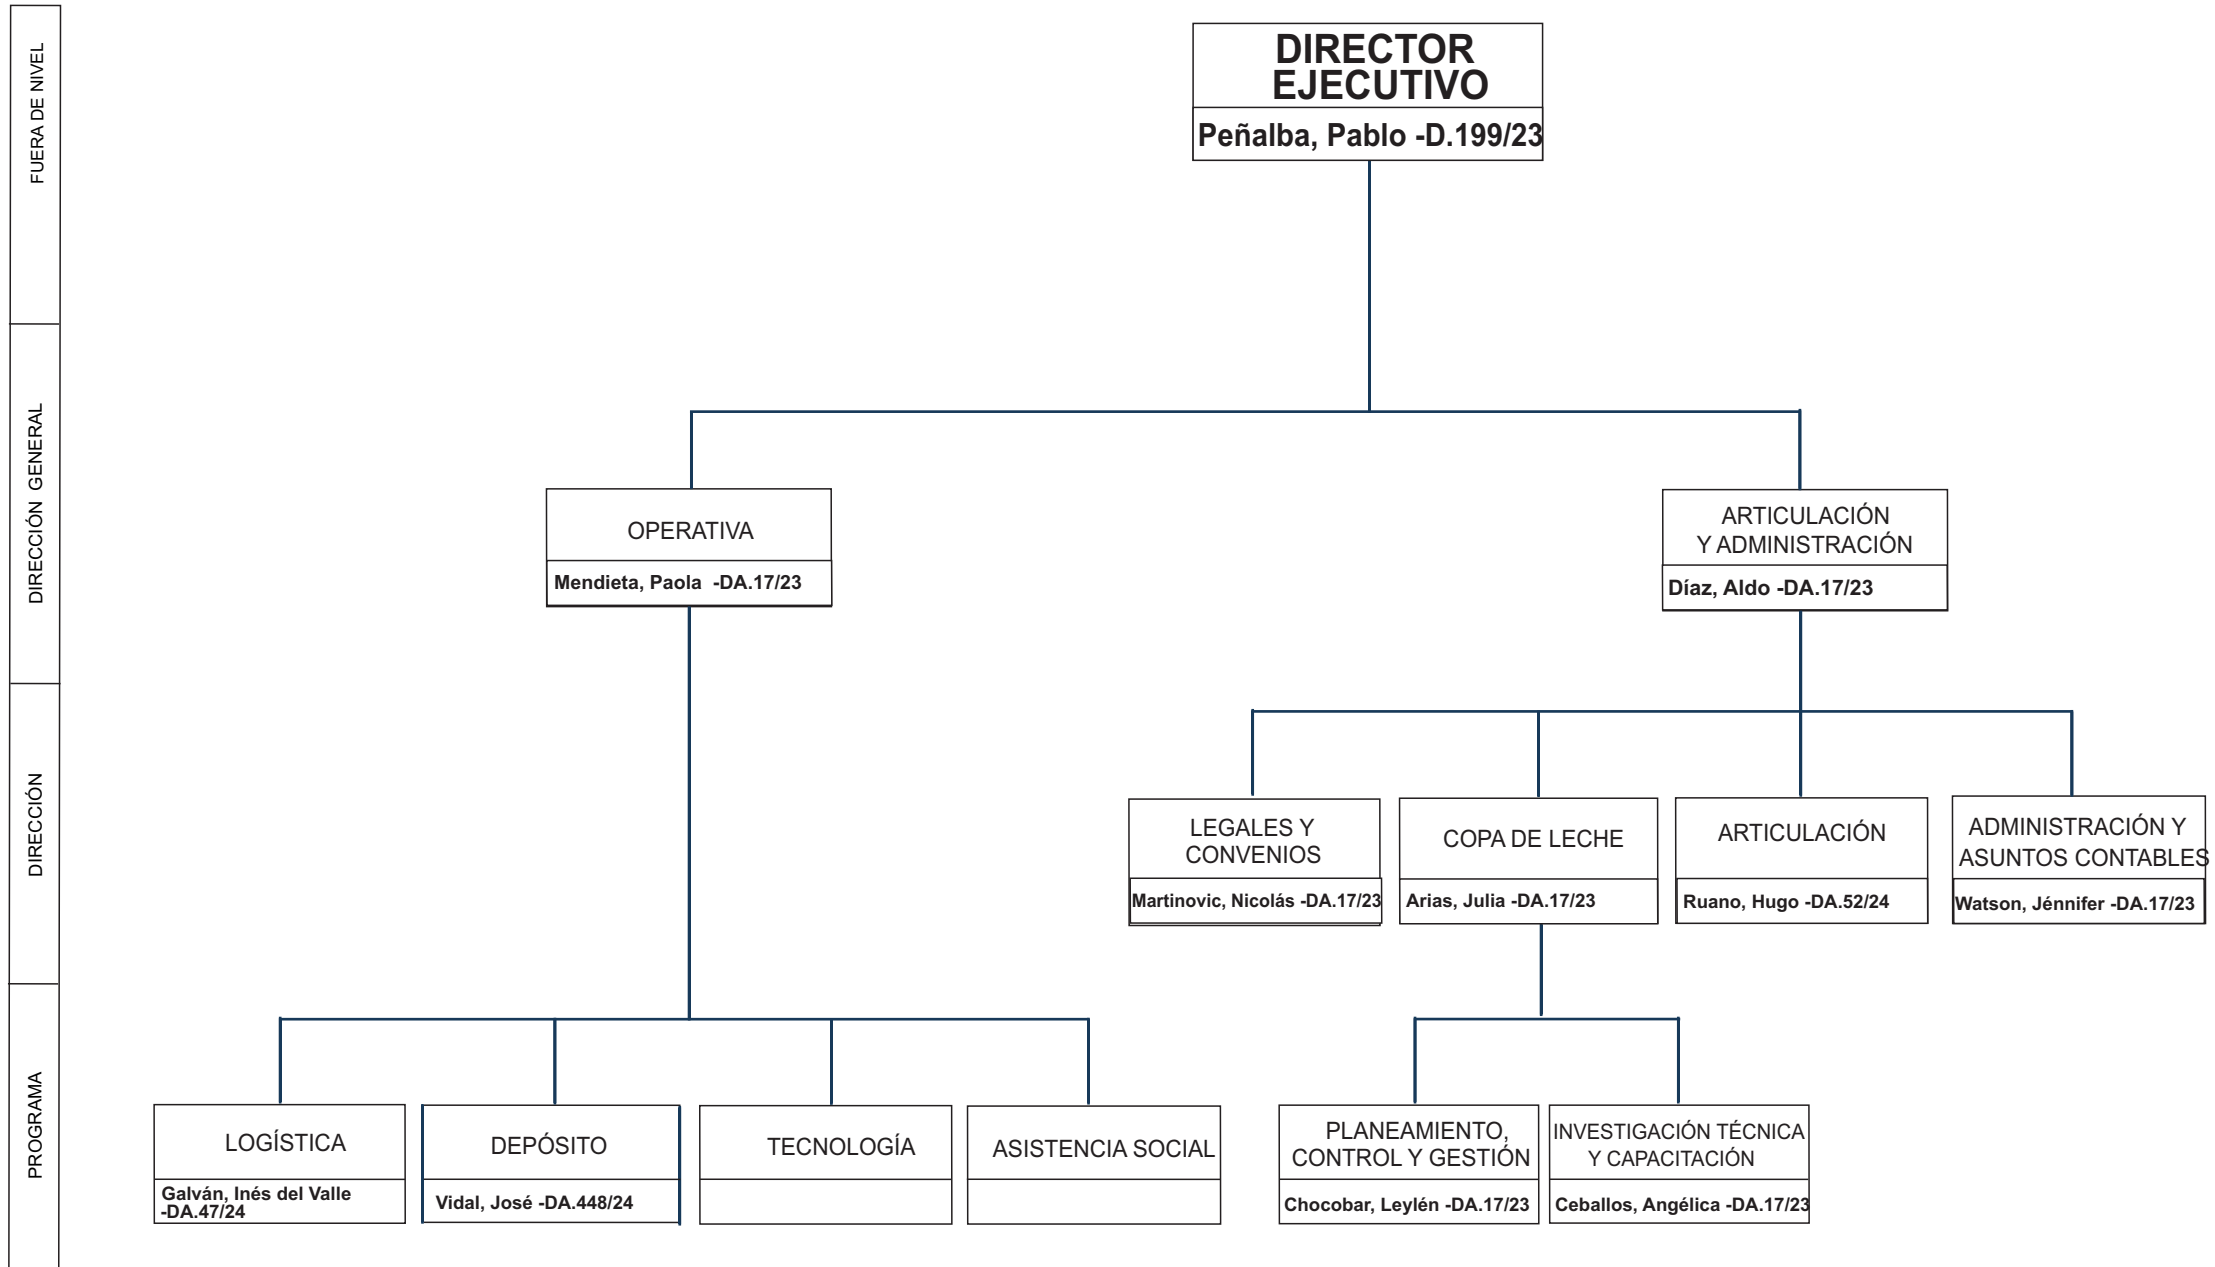 FUERA DE NIVEL
DIRECTOR
EJECUTIVO
Peñalba, Pablo -D.199/23
DIRECCIÓN GENERAL
OPERATIVA
Mendieta, Paola -DA.17/23
ARTICULACIÓN
Y ADMINISTRACIÓN
Díaz, Aldo -DA.17/23
DIRECCIÓN
LEGALES Y
CONVENIOS
Martinovic, Nicolás -DA.17/23
COPA DE LECHE
Arias, Julia -DA.17/23
ARTICULACIÓN
Ruano, Hugo -DA.52/24
ADMINISTRACIÓN Y
ASUNTOS CONTABLES
Watson, Jénnifer -DA.17/23
PROGRAMA
LOGÍSTICA
Galván, Inés del Valle
-DA.47/24
DEPÓSITO
Vidal, José -DA.448/24
TECNOLOGÍA
ASISTENCIA SOCIAL
PLANEAMIENTO,
CONTROL Y GESTIÓN
Chocobar, Leylén -DA.17/23
INVESTIGACIÓN TÉCNICA
Y CAPACITACIÓN
Ceballos, Angélica -DA.17/23